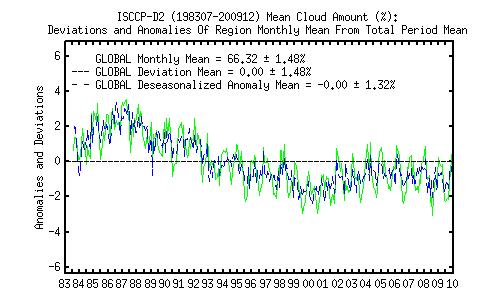 ISCCP-D2 (198307-200912) Mean Cloud Amount (%):
Deviations and Anomalies Of Region Monthly Mean From Total Period Mean
GLOBAL Monthly Mean = 66.32 ± 1.48%
GLOBAL Deviation Mean = 0.00 ± 1.48%
GLOBAL Deseasonalized Anomaly Mean = -0.00 ± 1.32%
Anomalies and Deviations
6
4
2
0
-2
-4
-6
83 84 85 86 87 88 89 90 91 92 93 94 95 96 97 98 99 00 01 02 03 04 05 06 07 08 09 10